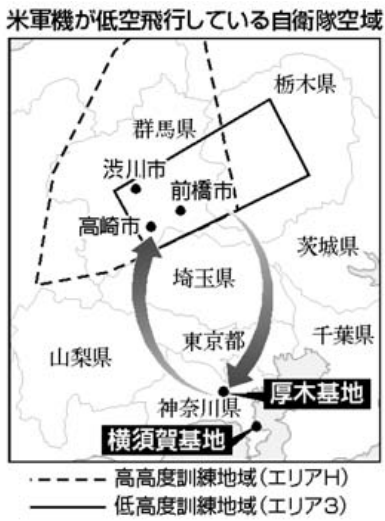 米軍機が低空飛行している自衛隊空域
栃木県
群馬県
渋川市
前橋市
高崎市
茨城県
埼玉県
東京都
千葉県
山梨県
厚木基地
神奈川県
横須賀基地
高高度訓練地域(エリアH)
低高度訓練地域(エリア3)